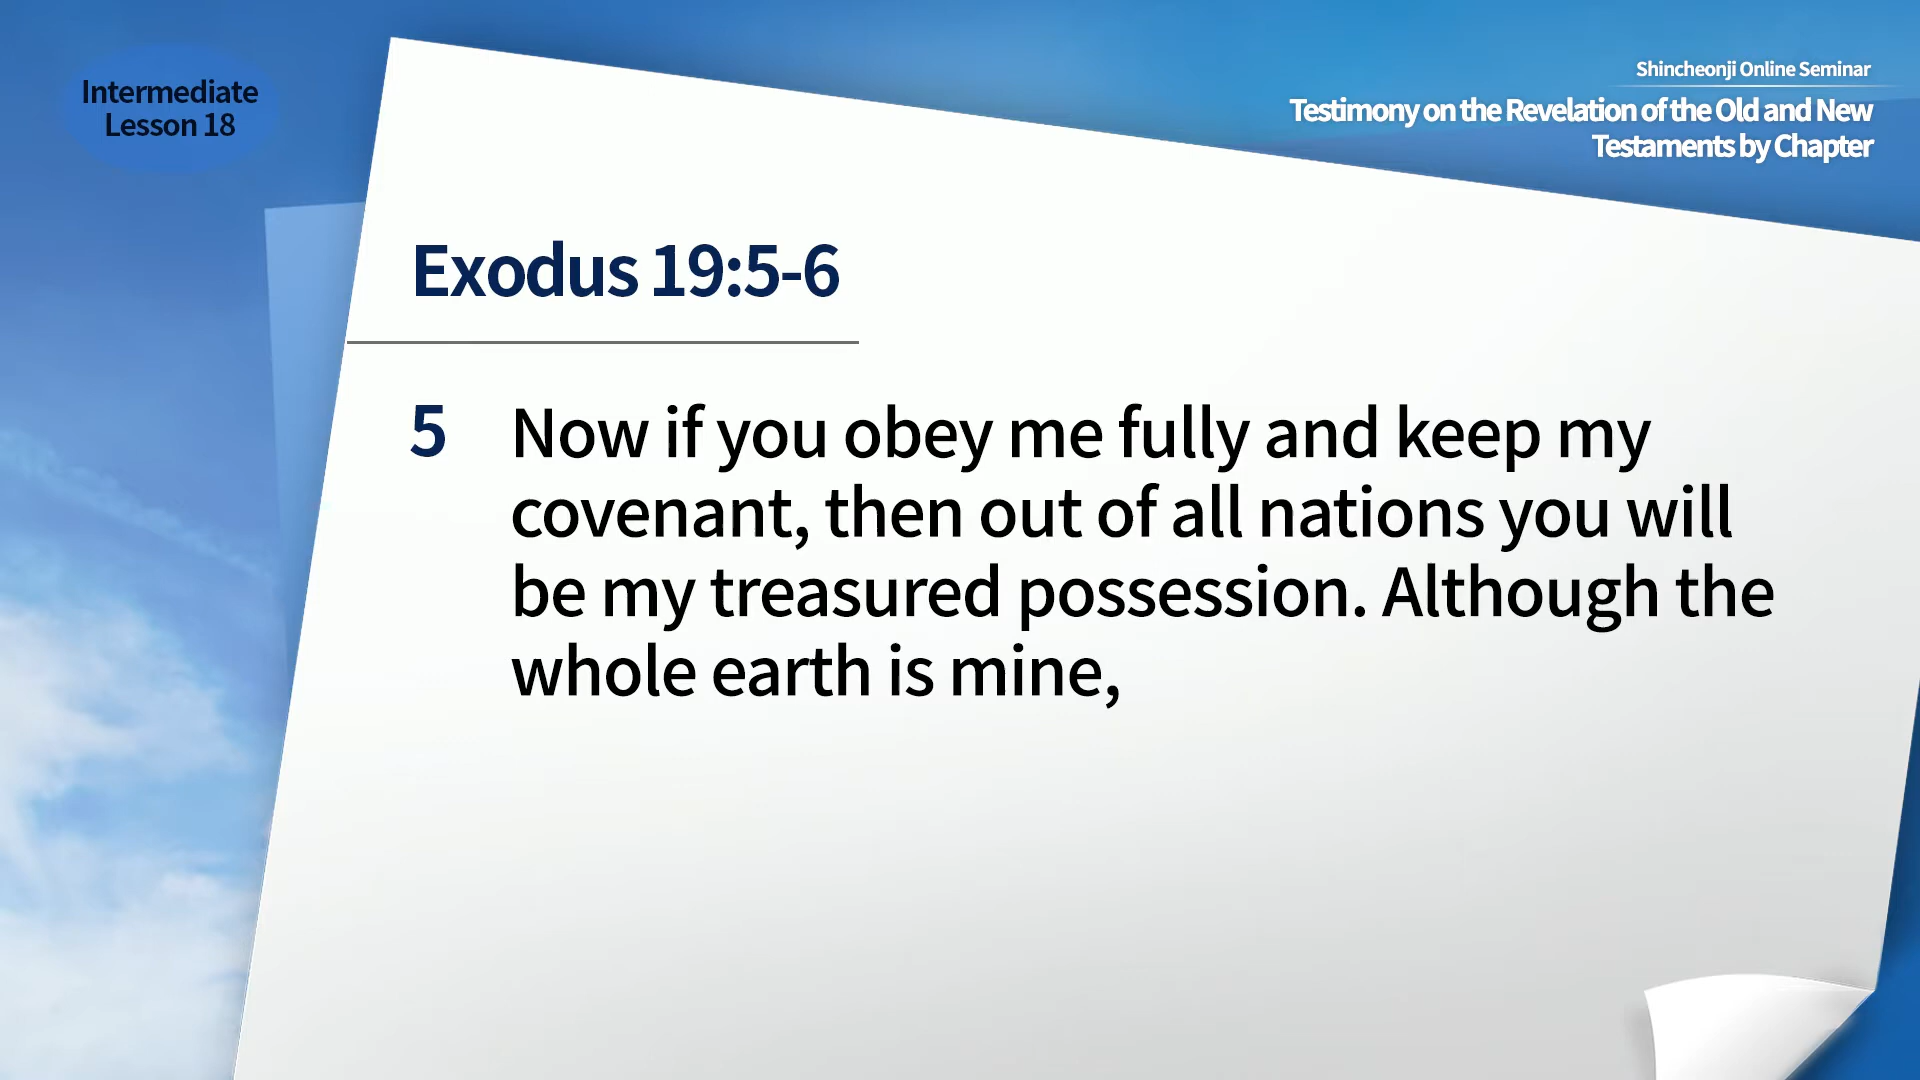 Intermediate
Lesson 18
Shincheonji Online Seminar
Testimony on the Revelation of the Old and New
Testaments by Chapter
Exodus 19:5-6
5 Now if you obey me fully and keep my
covenant, then out of all nations you will
be my treasured possession. Although the
whole earth is mine,